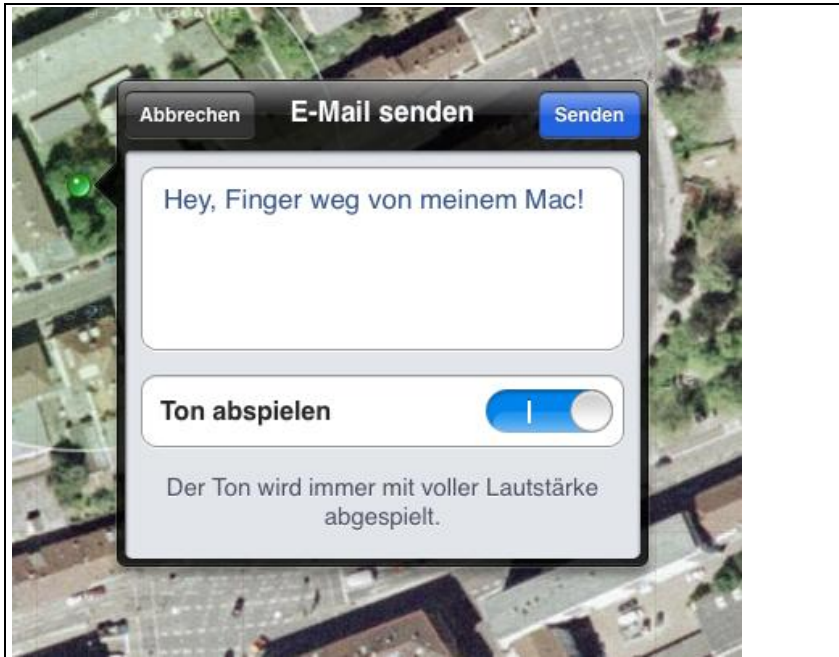 Abbrechen
E-Mail senden
Senden
Hey, Finger weg von meinem Mac!
Ton abspielen
Der Ton wird immer mit voller Lautstärke
abgespielt.